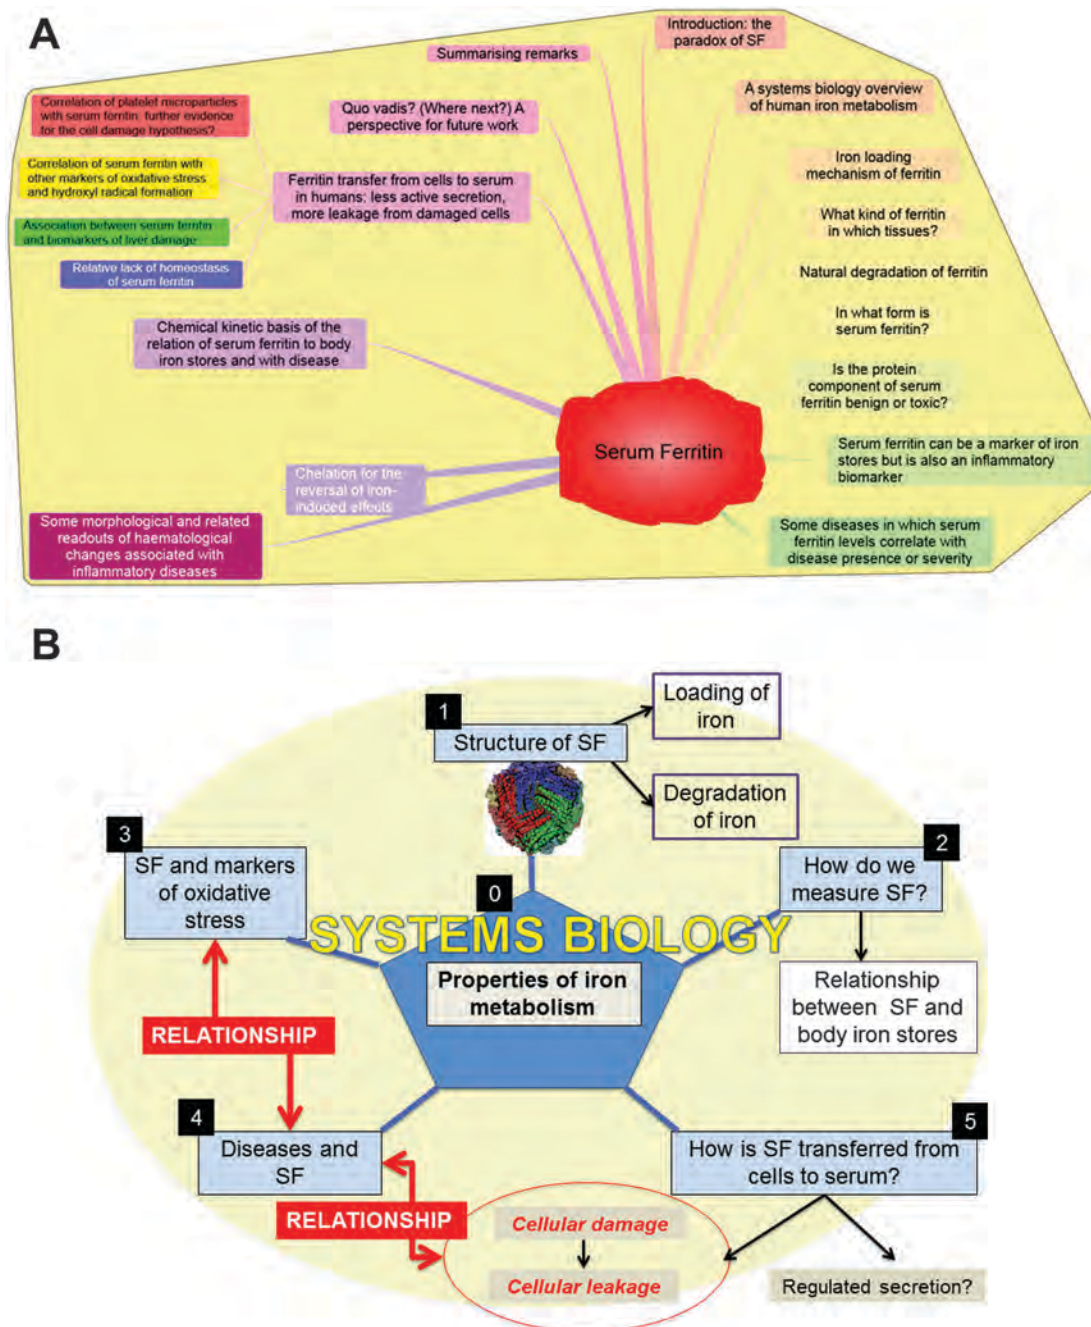 A
Introduction: the
paradox of SF
Summarising remarks
A systems biology overview
of human iron metabolism
Correlation of platelet microparticles
with serum ferritin: further evidence
for the cell damage hypothesis?
Quo vadis? (Where next?) A
perspective for future work
Iron loading
mechanism of ferritin
Correlation of serum ferritin with
other markers of oxidative stress
and hydroxyl radical formation
Ferritin transfer from cells to serum
in humans: less active secretion,
more leakage from damaged cells
What kind of ferritin
in which tissues?
Association between serum ferritin
and biomarkers of liver damage
Relative lack of homeostasis
of serum ferritin
Natural degradation of ferritin
In what form is
serum ferritin?
Chemical kinetic basis of the
relation of serum ferritin to body
iron stores and with disease
Is the protein
component of serum
ferritin benign or toxic?
Serum Ferritin
Serum ferritin can be a marker of iron
stores but is also an inflammatory
biomarker
Chelation for the
reversal of iron-
induced effects
Some morphological and related
readouts of haematological
changes associated with
inflammatory diseases
Some diseases in which serum
ferritin levels correlate with
disease presence or severity
B
1
Structure of SF
Loading of
iron
Degradation
of iron
3
SF and markers
of oxidative
stress
2
How do we
measure SF?
0
SYSTEMS BIOLOGY
Properties of iron
metabolism
Relationship
between SF and
body iron stores
RELATIONSHIP
4
Diseases and
SF
5
How is SF transferred from
cells to serum?
RELATIONSHIP
Cellular damage
Cellular leakage
Regulated secretion?